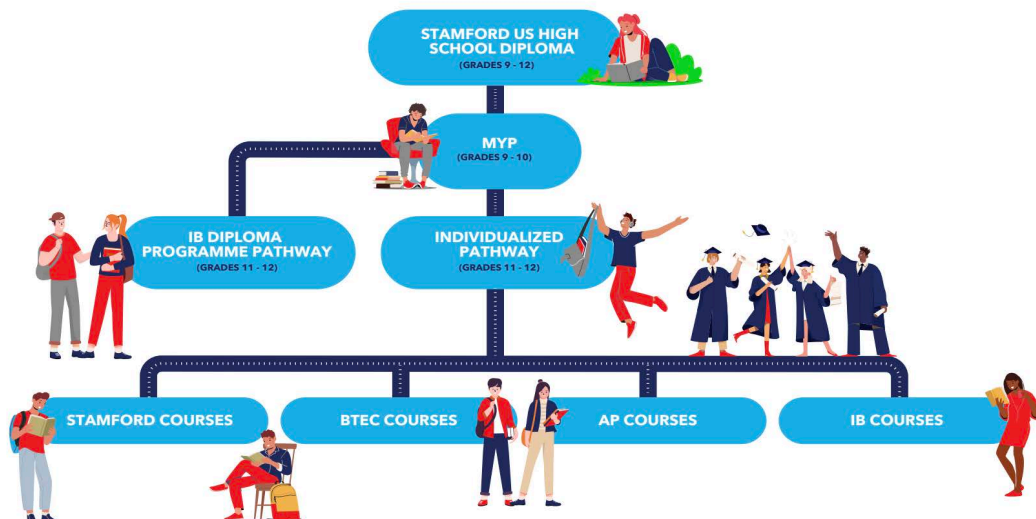 STAMFORD US HIGH
SCHOOL DIPLOMA
(GRADES 9 - 12)
MYP
(GRADES 9 - 10)
IB DIPLOMA
PROGRAMME PATHWAY
(GRADES 11 - 12)
INDIVIDUALIZED
PATHWAY
(GRADES 11 - 12)
STAMFORD COURSES
BTEC COURSES
AP COURSES
IB COURSES